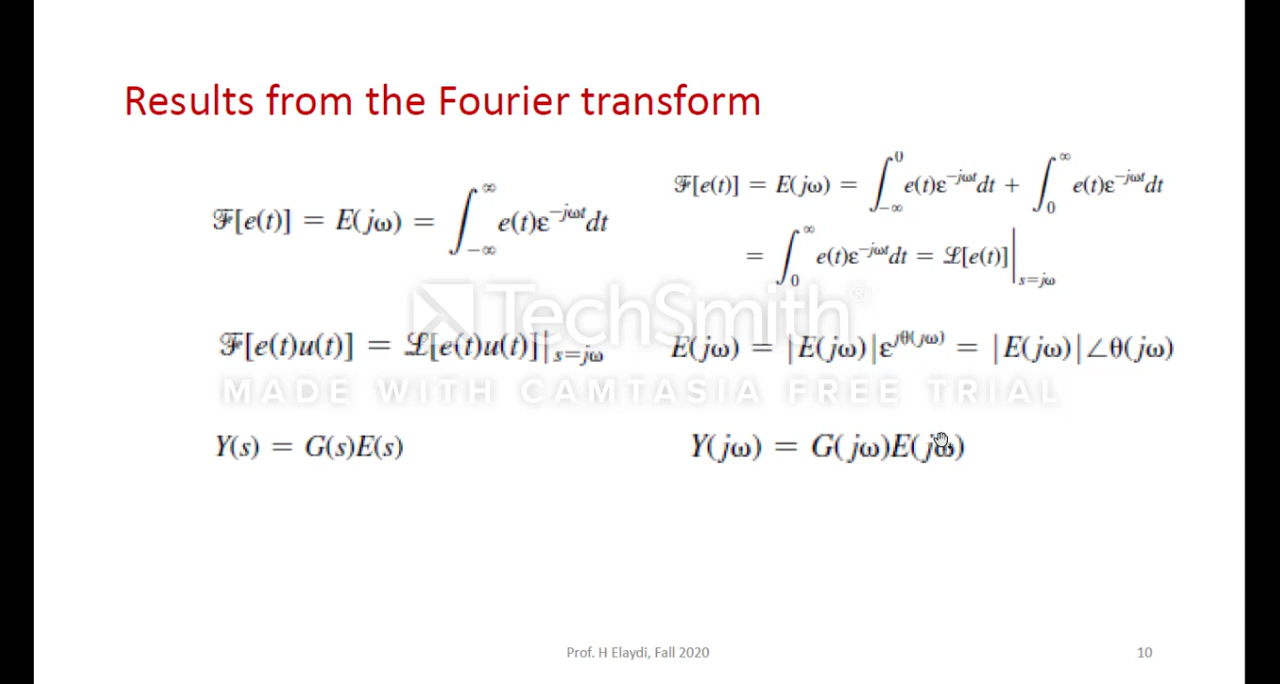 Results from the Fourier transform
ℱ[e(t)] = E(jω) = ∫_{-∞}^{∞} e(t)ε^{-jωt}dt
ℱ[e(t)] = E(jω) = ∫_{-∞}^{0} e(t)ε^{-jωt}dt + ∫_{0}^{∞} e(t)ε^{-jωt}dt
= ∫_{0}^{∞} e(t)ε^{-jωt}dt = ℒ[e(t)]|_{s=jω}
TechSmith®
ℱ[e(t)u(t)] = ℒ[e(t)u(t)]|_{s=jω}
E(jω) = |E(jω)|ε^{jθ(jω)} = |E(jω)|∠θ(jω)
MADE WITH CAMTASIA FREE TRIAL
Y(s) = G(s)E(s)
Y(jω) = G(jω)E(jω)
Prof. H Elaydi, Fall 2020
10